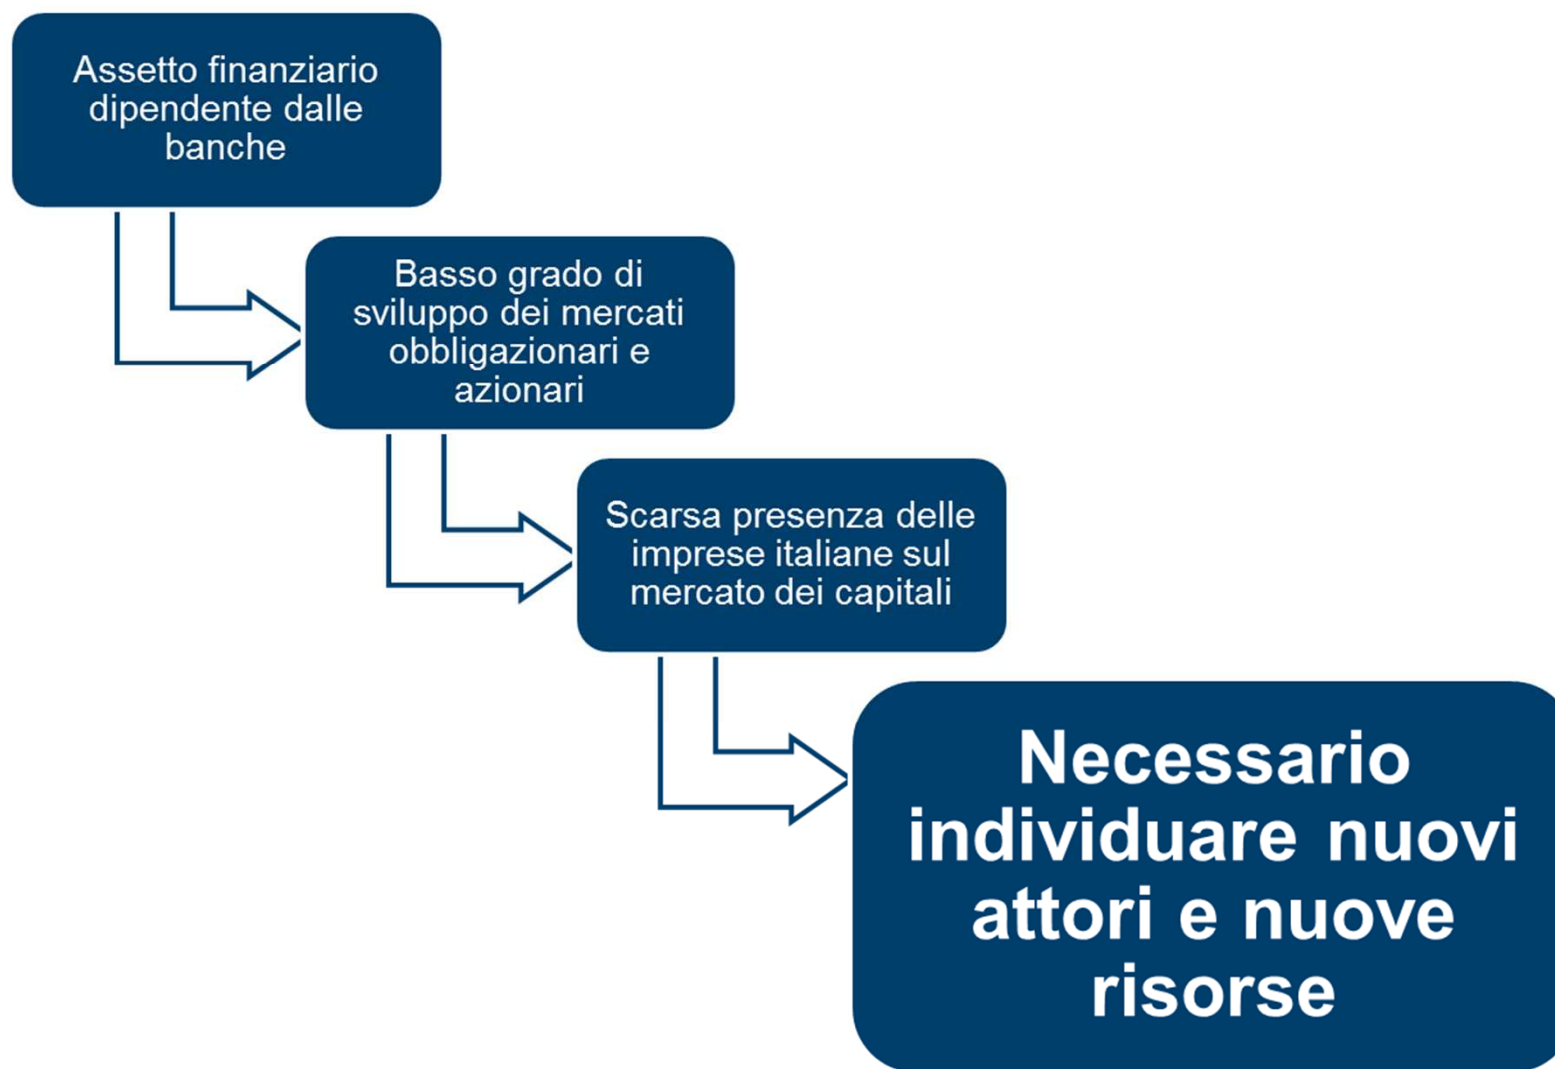 Assetto finanziario
dipendente dalle
banche
Basso grado di
sviluppo dei mercati
obbligazionari e
azionari
Scarsa presenza delle
imprese italiane sul
mercato dei capitali
Necessario
individuare nuovi
attori e nuove
risorse